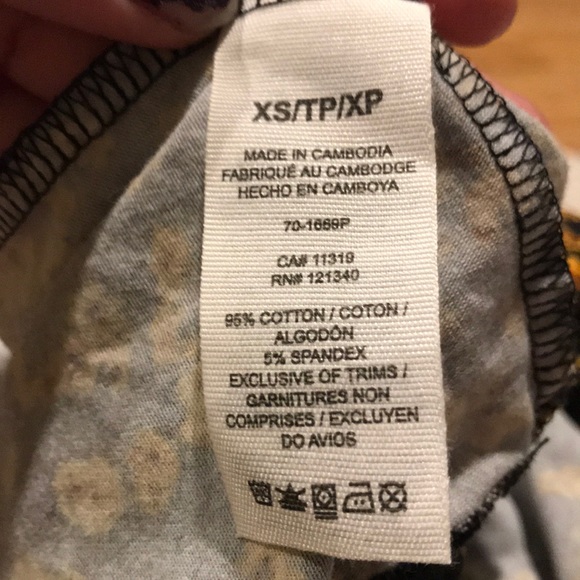 XS/TP/XP
MADE IN CAMBODIA
FABRIQUÉ AU CAMBODGE
HECHO EN CAMBOYA
70-1669P
CA# 11319
RN# 121340
95% COTTON / COTON /
ALGODÓN
5% SPANDEX
EXCLUSIVE OF TRIMS /
GARNITURES NON
COMPRISES / EXCLUYEN
DO AVIOS